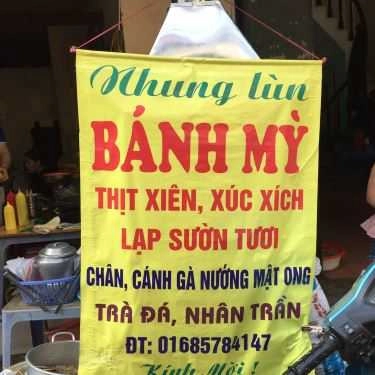 Nhung lùn
BÁNH MỲ
THỊT XIÊN, XÚC XÍCH
LẠP SƯỜN TƯƠI
CHÂN, CÁNH GÀ NƯỚNG MẬT ONG
TRÀ ĐÁ, NHÂN TRẦN
ĐT: 01685784147
Kính Mời !